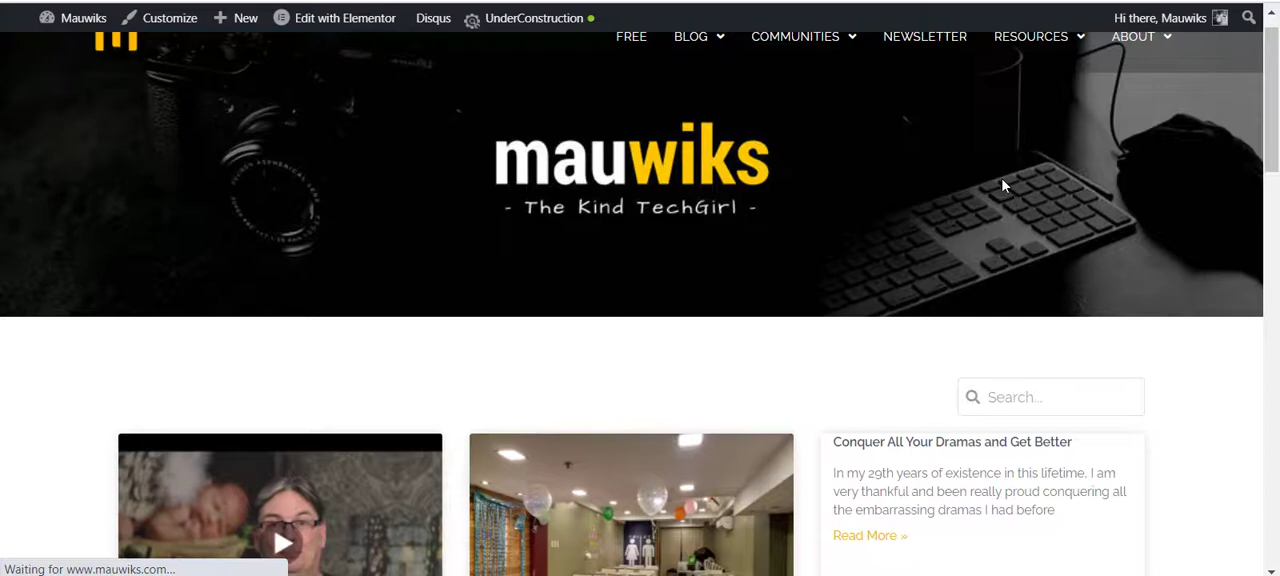 Mauwiks Customize New Edit with Elementor Disqus UnderConstruction Hi there, Mauwiks
FREE BLOG COMMUNITIES NEWSLETTER RESOURCES ABOUT
mauwiks
- The Kind TechGirl -
Search...
Conquer All Your Dramas and Get Better
In my 29th years of existence in this lifetime, I am
very thankful and been really proud conquering all
the embarrassing dramas I had before
Read More »
Waiting for www.mauwiks.com...